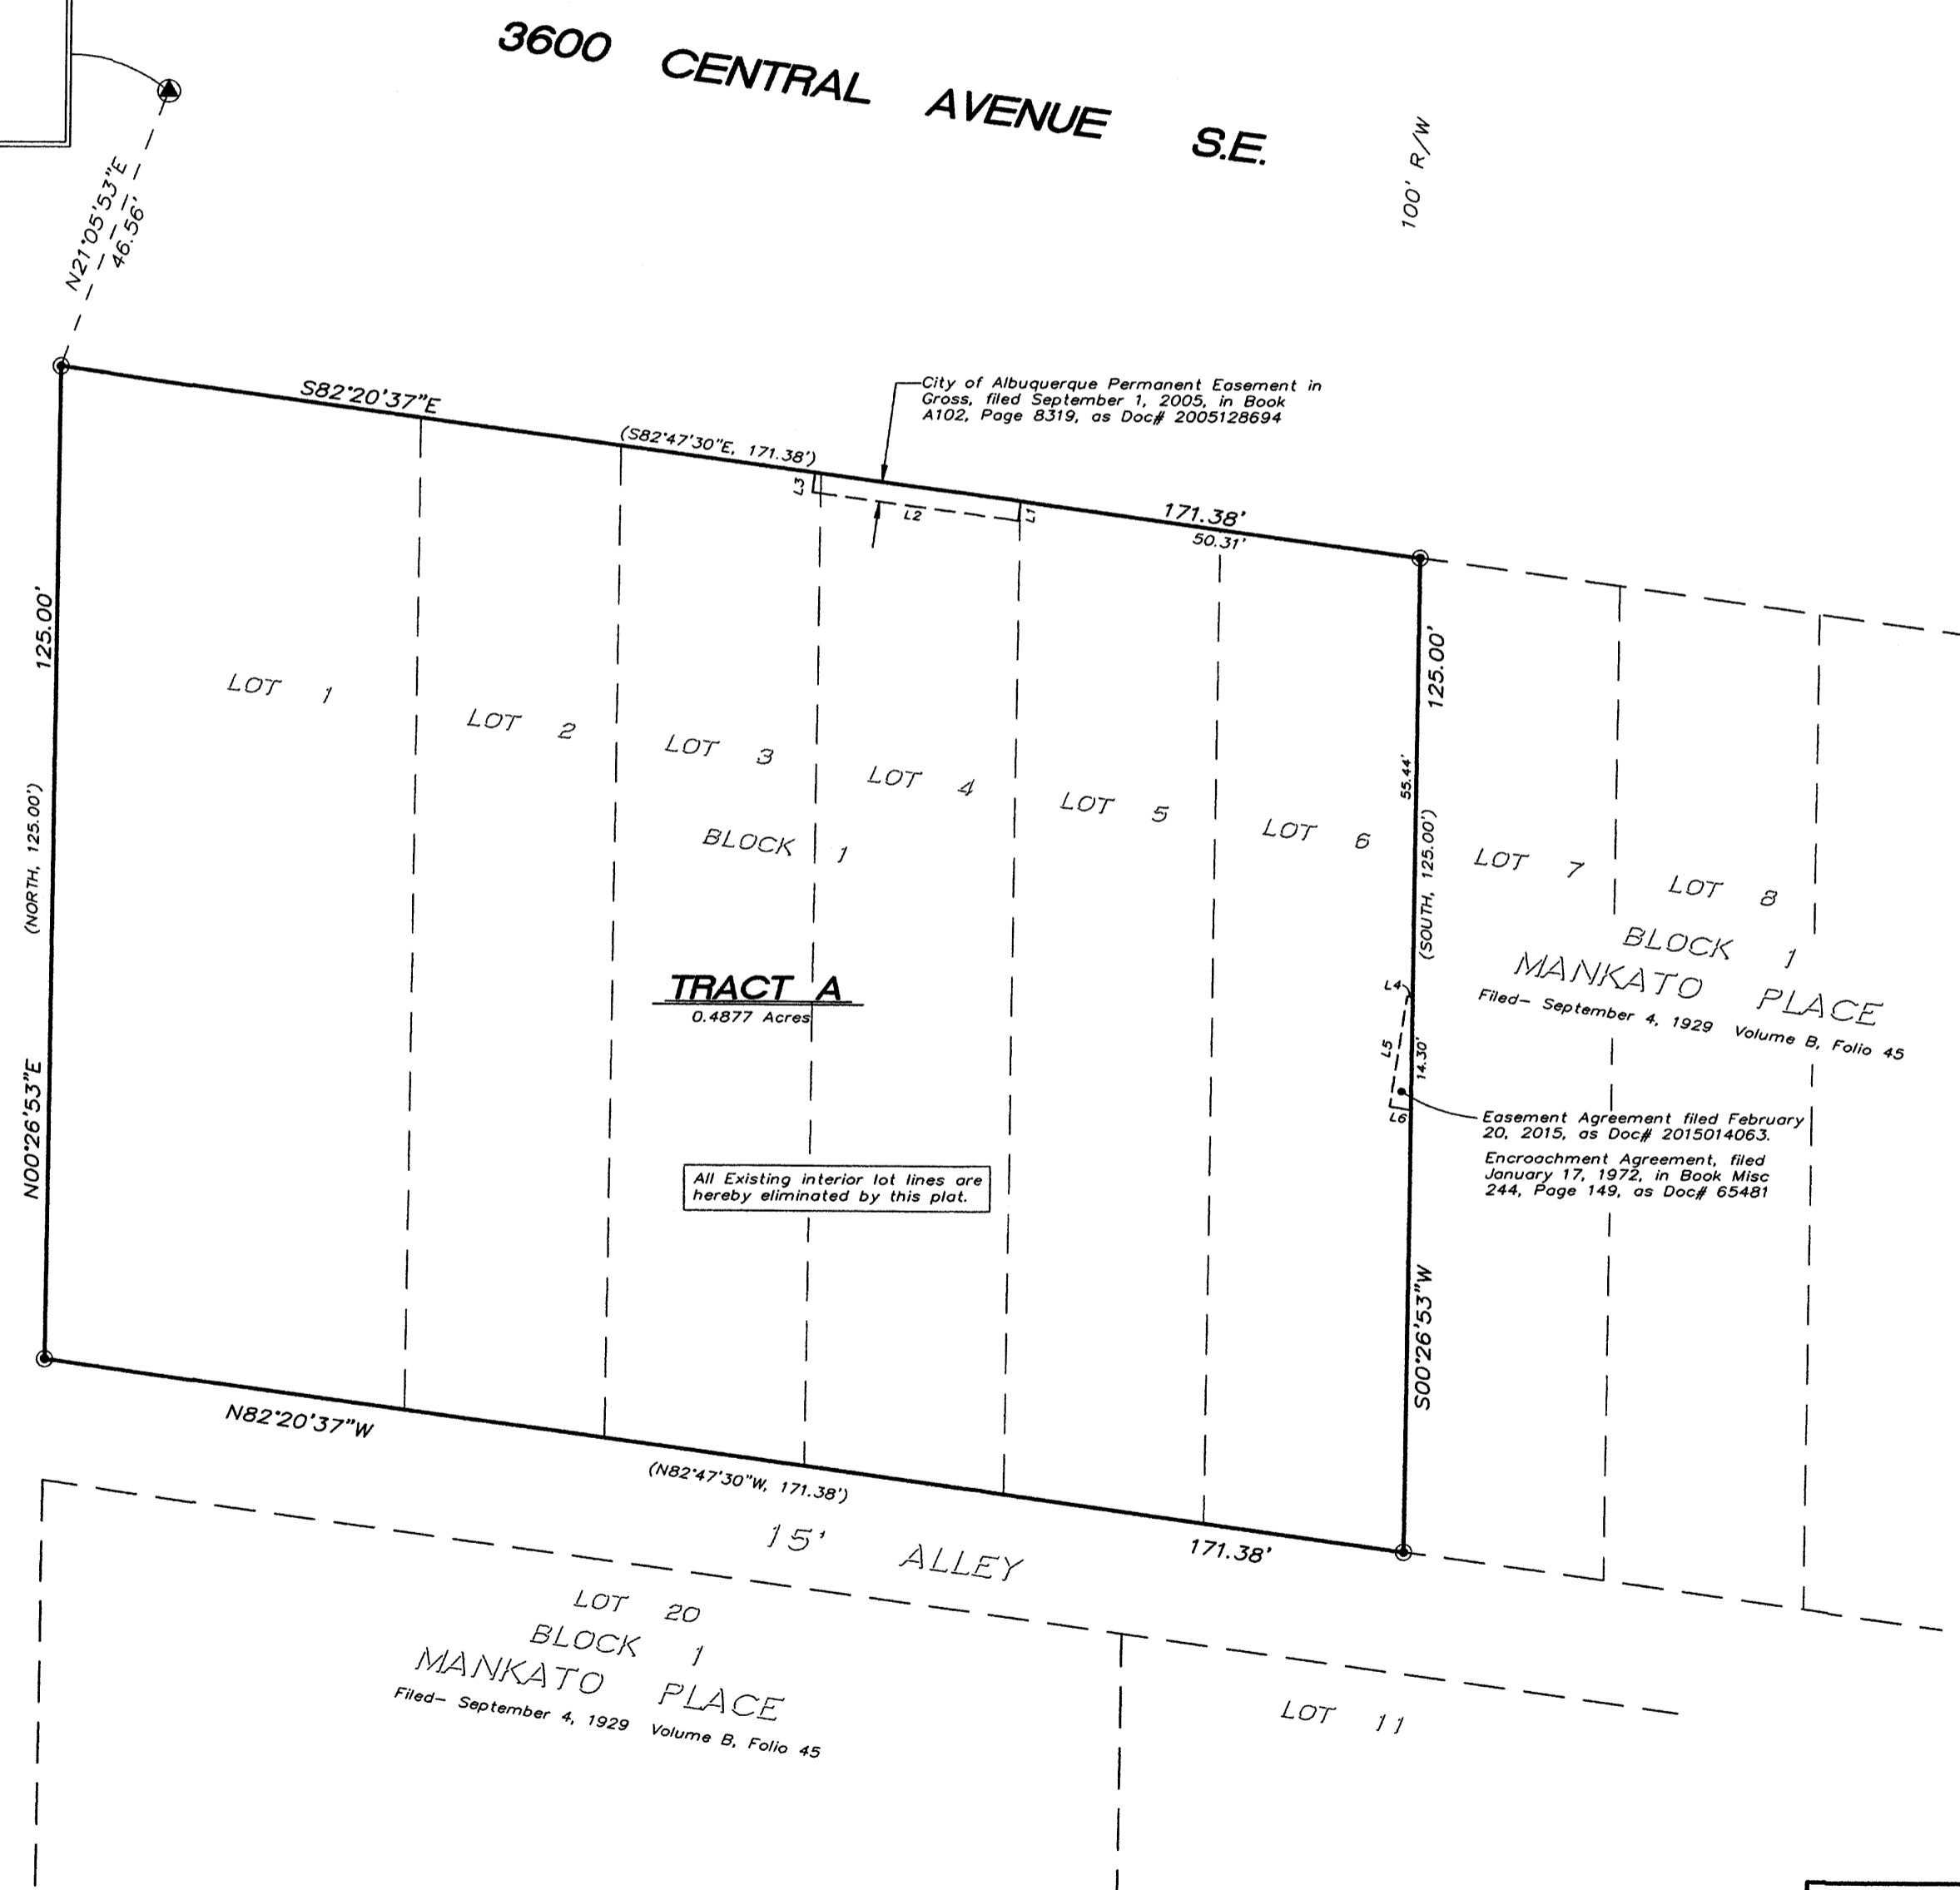 3600 CENTRAL AVENUE S.E.
100' R/W
N21°05'53"E
46.56'
City of Albuquerque Permanent Easement in
Gross, filed September 1, 2005, in Book
A102, Page 8319, as Doc# 2005128694
S82°20'37"E
(S82°47'30"E, 171.38')
171.38'
50.31'
L3
L2
L1
125.00'
(NORTH, 125.00')
N00°26'53"E
LOT 1
LOT 2
LOT 3
LOT 4
LOT 5
LOT 6
BLOCK 1
TRACT A
0.4877 Acres
All Existing interior lot lines are
hereby eliminated by this plat.
125.00'
55.44'
(SOUTH, 125.00')
L4
L5
14.30'
L6
S00°26'53"W
LOT 7
LOT 8
BLOCK 1
MANKATO PLACE
Filed– September 4, 1929 Volume B, Folio 45
Easement Agreement filed February
20, 2015, as Doc# 2015014063.
Encroachment Agreement, filed
January 17, 1972, in Book Misc
244, Page 149, as Doc# 65481
N82°20'37"W
(N82°47'30"W, 171.38')
171.38'
15' ALLEY
LOT 20
BLOCK 1
MANKATO PLACE
Filed– September 4, 1929 Volume B, Folio 45
LOT 11